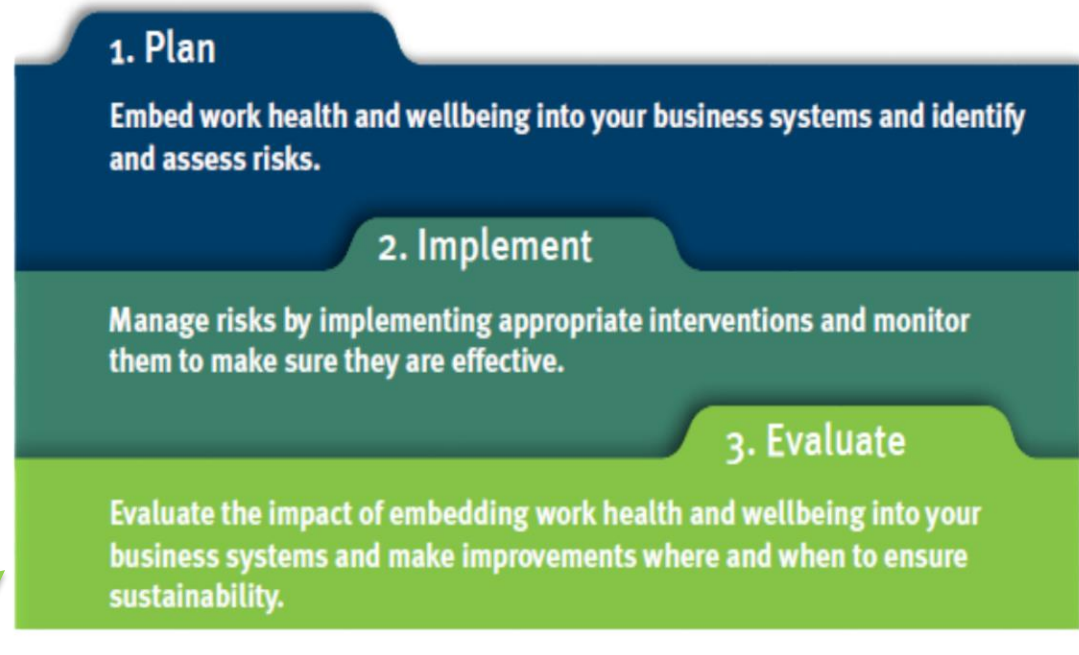 1. Plan
Embed work health and wellbeing into your business systems and identify
and assess risks.
2. Implement
Manage risks by implementing appropriate interventions and monitor
them to make sure they are effective.
3. Evaluate
Evaluate the impact of embedding work health and wellbeing into your
business systems and make improvements where and when to ensure
sustainability.